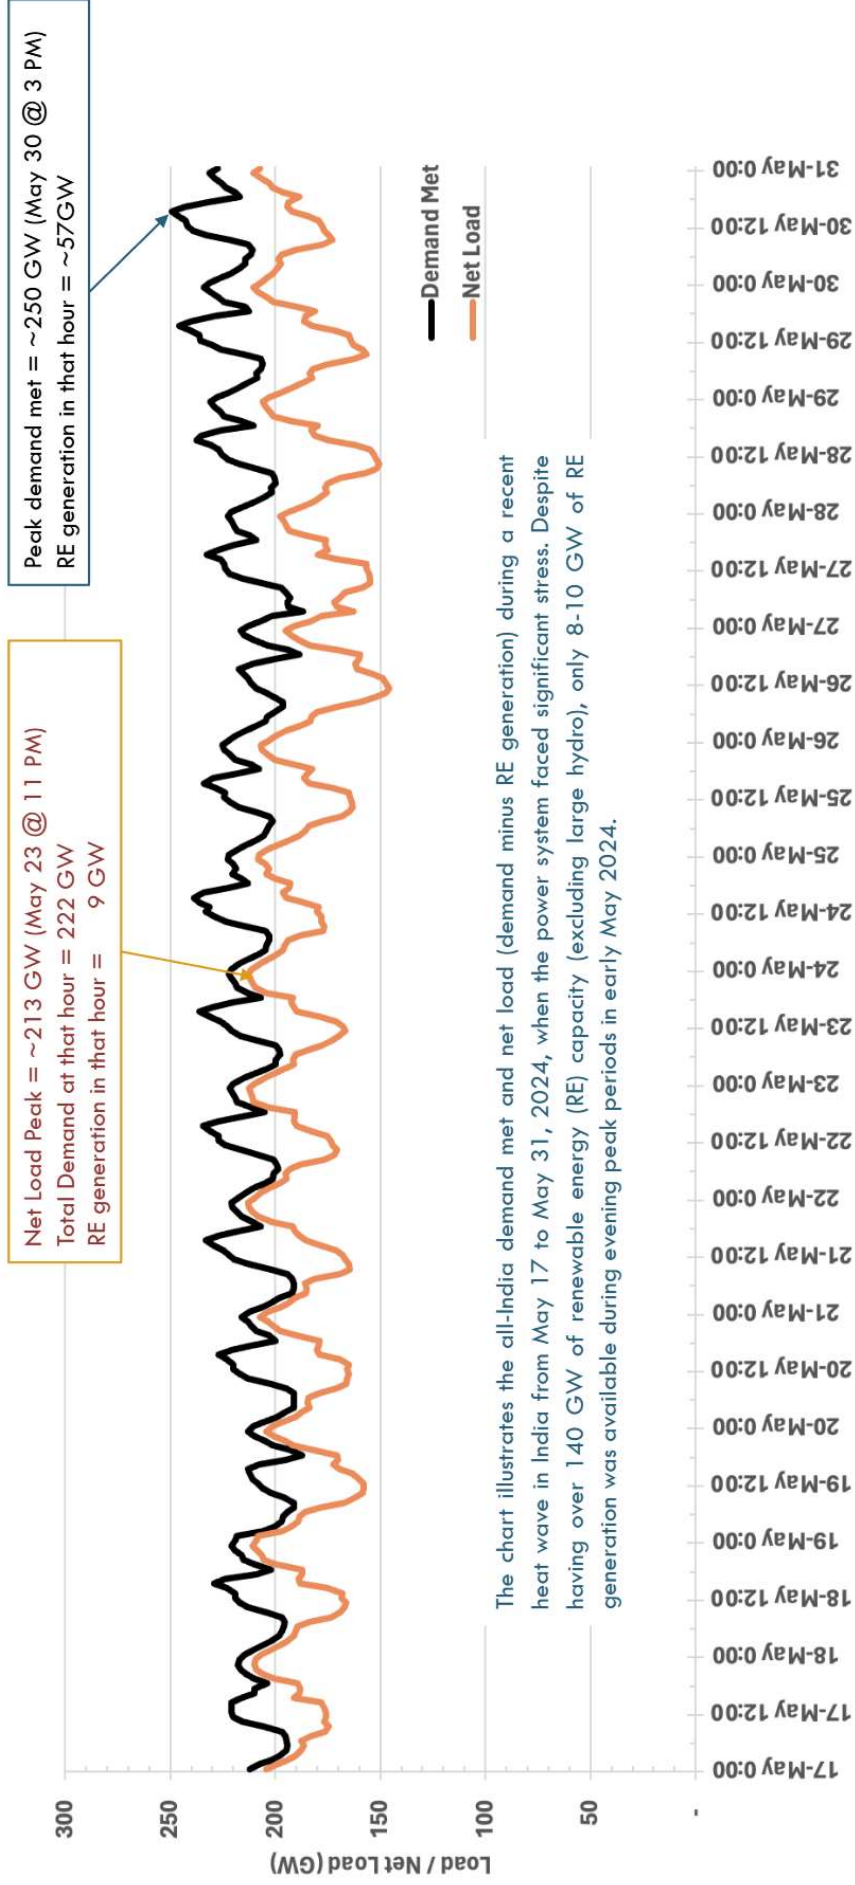 Net Load Peak = ~213 GW (May 23 @ 11 PM)
Total Demand at that hour = 222 GW
RE generation in that hour = 9 GW
Peak demand met = ~250 GW (May 30 @ 3 PM)
RE generation in that hour = ~57GW
300
250
200
150
100
50
-
Load / Net Load (GW)
Demand Met
Net Load
The chart illustrates the all-India demand met and net load (demand minus RE generation) during a recent
heat wave in India from May 17 to May 31, 2024, when the power system faced significant stress. Despite
having over 140 GW of renewable energy (RE) capacity (excluding large hydro), only 8-10 GW of RE
generation was available during evening peak periods in early May 2024.
17-May 0:00
17-May 12:00
18-May 0:00
18-May 12:00
19-May 0:00
19-May 12:00
20-May 0:00
20-May 12:00
21-May 0:00
21-May 12:00
22-May 0:00
22-May 12:00
23-May 0:00
23-May 12:00
24-May 0:00
24-May 12:00
25-May 0:00
25-May 12:00
26-May 0:00
26-May 12:00
27-May 0:00
27-May 12:00
28-May 0:00
28-May 12:00
29-May 0:00
29-May 12:00
30-May 0:00
30-May 12:00
31-May 0:00